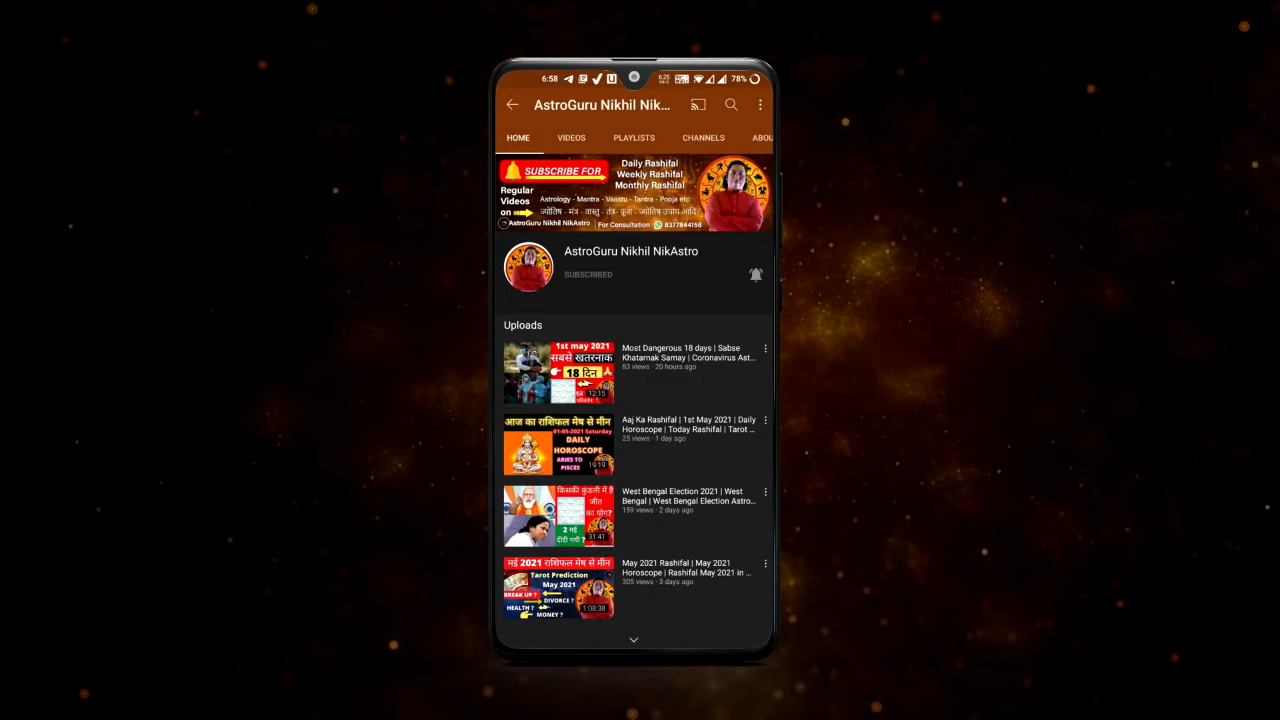 6:58
6.25
78%
AstroGuru Nikhil Nik...
HOME VIDEOS PLAYLISTS CHANNELS ABOU
SUBSCRIBE FOR
Daily Rashifal
Weekly Rashifal
Monthly Rashifal
Regular
Videos
on
Astrology - Mantra - Vaastu - Tantra - Pooja etc
ज्योतिष - मंत्र - वास्तु - तंत्र- पूजा - ज्योतिष उपाय आदि
AstroGuru Nikhil NikAstro | For Consultation 8377844158
AstroGuru Nikhil NikAstro
SUBSCRIBED
Uploads
1st may 2021
सबसे खतरनाक
18 दिन
12:15
Most Dangerous 18 days | Sabse
Khatarnak Samay | Coronavirus Ast...
83 views · 20 hours ago
आज का राशिफल मेष से मीन
01-05-2021 Saturday
DAILY
HOROSCOPE
ARIES TO
PISCES
19:19
Aaj Ka Rashifal | 1st May 2021 | Daily
Horoscope | Today Rashifal | Tarot ...
25 views · 1 day ago
किसकी कुंडली में है
जीत
का योग?
2 मई
दीदी गयी ?
31:41
West Bengal Election 2021 | West
Bengal | West Bengal Election Astro...
159 views · 2 days ago
मई 2021 राशिफल मेष से मीन
Tarot Prediction
May 2021
BREAK UP ?
DIVORCE ?
HEALTH ?
MONEY ?
1:08:38
May 2021 Rashifal | May 2021
Horoscope | Rashifal May 2021 in ...
305 views · 3 days ago